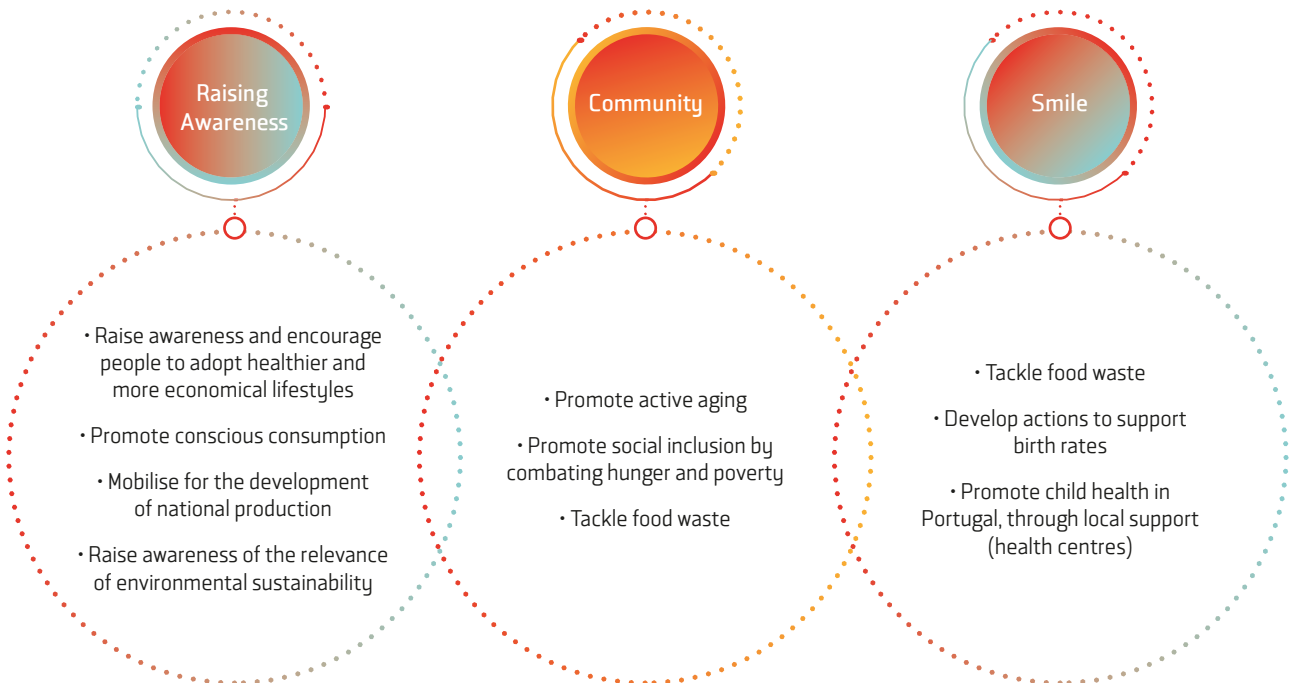 Raising
Awareness
• Raise awareness and encourage
people to adopt healthier and
more economical lifestyles
• Promote conscious consumption
• Mobilise for the development
of national production
• Raise awareness of the relevance
of environmental sustainability
Community
• Promote active aging
• Promote social inclusion by
combating hunger and poverty
• Tackle food waste
Smile
• Tackle food waste
• Develop actions to support
birth rates
• Promote child health in
Portugal, through local support
(health centres)